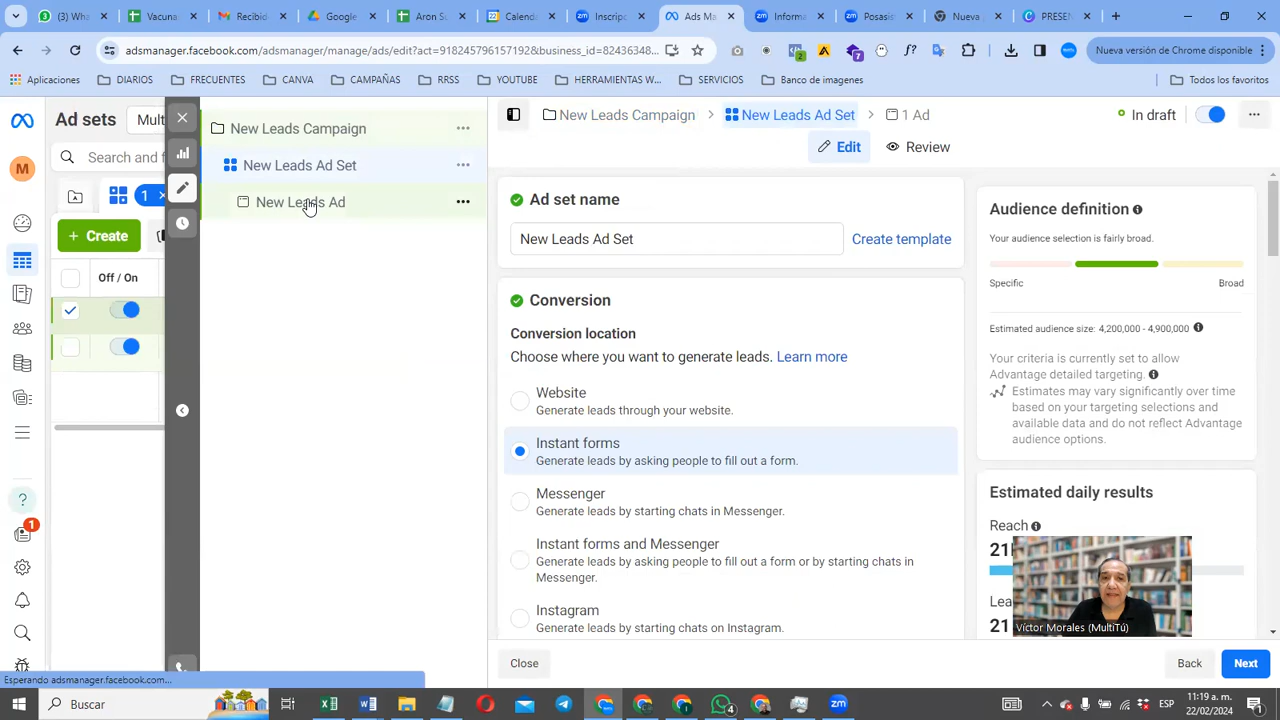 Vacuna
Recibid
Google
Aron Su
Calenda
Inscripc
Ads Ma
Informa
Posasis
Nueva
PRESEN
Morales
adsmanager.facebook.com/adsmanager/manage/ads/edit?act=918245796157192&business_id=82436348...
Nueva versión de Chrome disponible
Aplicaciones
DIARIOS
FRECUENTES
CANVA
CAMPAÑAS
RRSS
YOUTUBE
HERRAMIENTAS W...
SERVICIOS
Banco de imagenes
Todos los favoritos
Ad sets
Mult
New Leads Campaign
New Leads Campaign > New Leads Ad Set > 1 Ad
In draft
Search and f
New Leads Ad Set
Edit
Review
1
New Leads Ad
+ Create
Off / On
Ad set name
New Leads Ad Set
Create template
Conversion
Conversion location
Choose where you want to generate leads. Learn more
Website
Generate leads through your website.
Instant forms
Generate leads by asking people to fill out a form.
Messenger
Generate leads by starting chats in Messenger.
Instant forms and Messenger
Generate leads by asking people to fill out a form or by starting chats in
Messenger.
Instagram
Generate leads by starting chats on Instagram.
Audience definition
Your audience selection is fairly broad.
Specific
Broad
Estimated audience size: 4,200,000 - 4,900,000
Your criteria is currently set to allow
Advantage detailed targeting.
Estimates may vary significantly over time
based on your targeting selections and
available data and do not reflect Advantage
audience options.
Estimated daily results
Reach
21
Lea
21
Víctor Morales (MultiTú)
Close
Back
Next
Esperando adsmanager.facebook.com...
Buscar
ESP
11:19 a. m.
22/02/2024